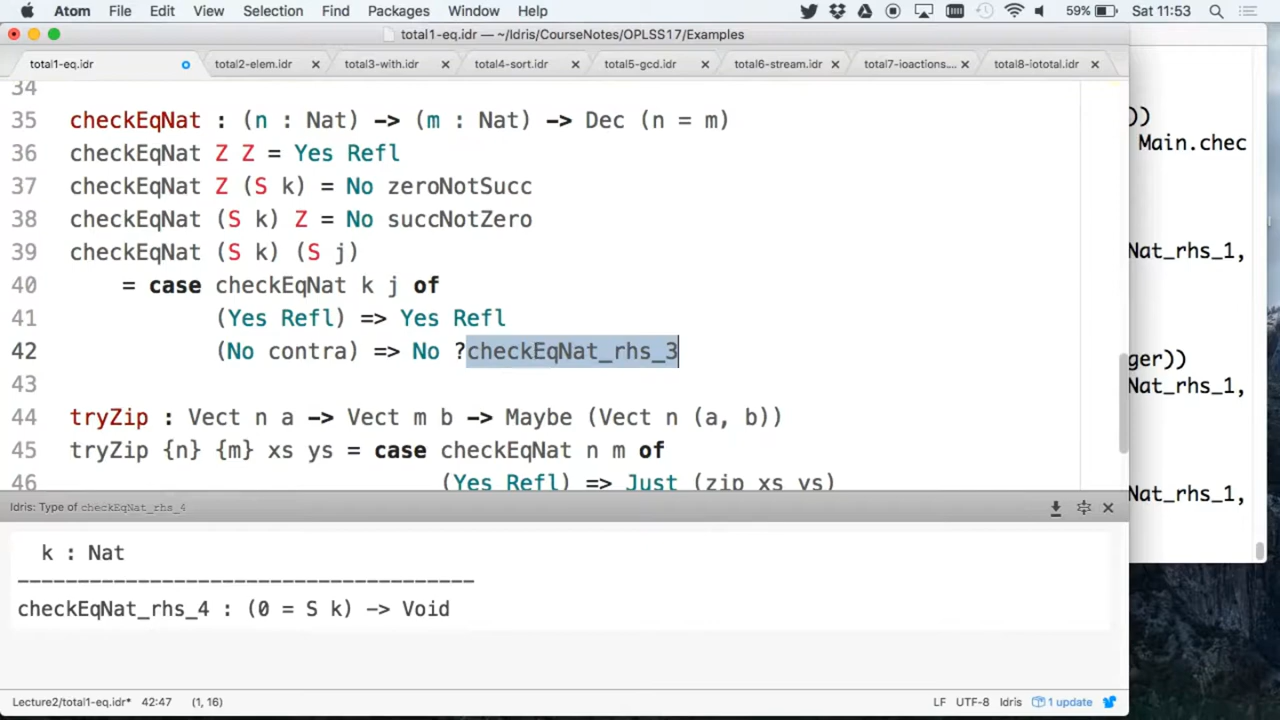 Atom File Edit View Selection Find Packages Window Help 59% Sat 11:53
total1-eq.idr — ~/Idris/CourseNotes/OPLSS17/Examples
total1-eq.idr total2-elem.idr total3-with.idr total4-sort.idr total5-gcd.idr total6-stream.idr total7-ioactions.… total8-iototal.idr
34
35 checkEqNat : (n : Nat) -> (m : Nat) -> Dec (n = m)
36 checkEqNat Z Z = Yes Refl
37 checkEqNat Z (S k) = No zeroNotSucc
38 checkEqNat (S k) Z = No succNotZero
39 checkEqNat (S k) (S j)
40 = case checkEqNat k j of
41 (Yes Refl) => Yes Refl
42 (No contra) => No ?checkEqNat_rhs_3
43
44 tryZip : Vect n a -> Vect m b -> Maybe (Vect n (a, b))
45 tryZip {n} {m} xs ys = case checkEqNat n m of
46 (Yes Refl) => Just (zip xs ys)
))
Main.chec
Nat_rhs_1,
ger))
Nat_rhs_1,
Nat_rhs_1,
Idris: Type of checkEqNat_rhs_4
k : Nat
--------------------------------------
checkEqNat_rhs_4 : (0 = S k) -> Void
Lecture2/total1-eq.idr* 42:47 (1, 16) LF UTF-8 Idris 1 update